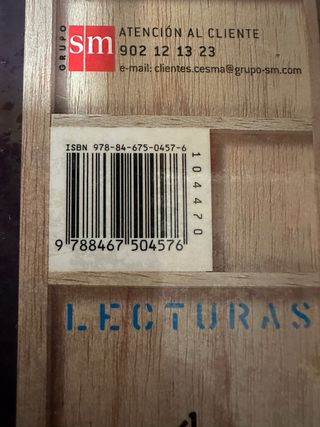 GRUPO
sm
ATENCIÓN AL CLIENTE
902 12 13 23
e-mail: clientes.cesma@grupo-sm.com
ISBN 978-84-675-0457-6
104470
9 788467 504576
LECTURAS